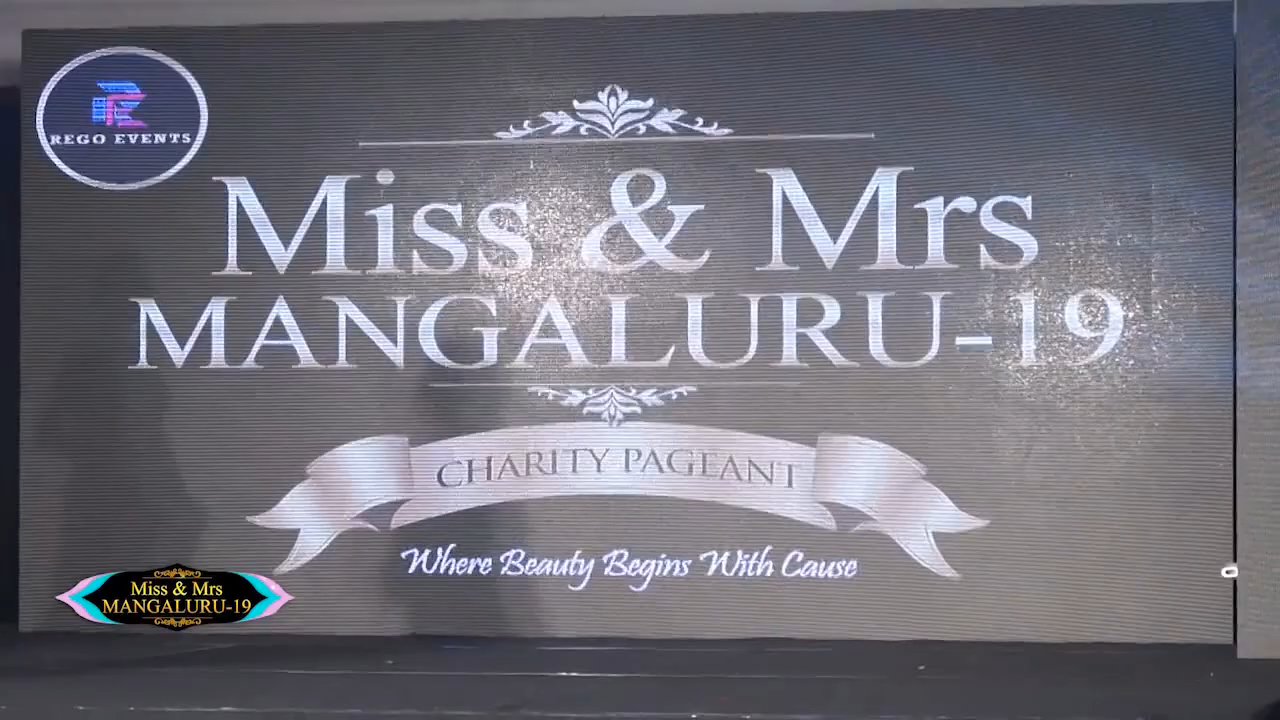 REGO EVENTS
Miss & Mrs
MANGALURU-19
CHARITY PAGEANT
Where Beauty Begins With Cause
Miss & Mrs
MANGALURU-19